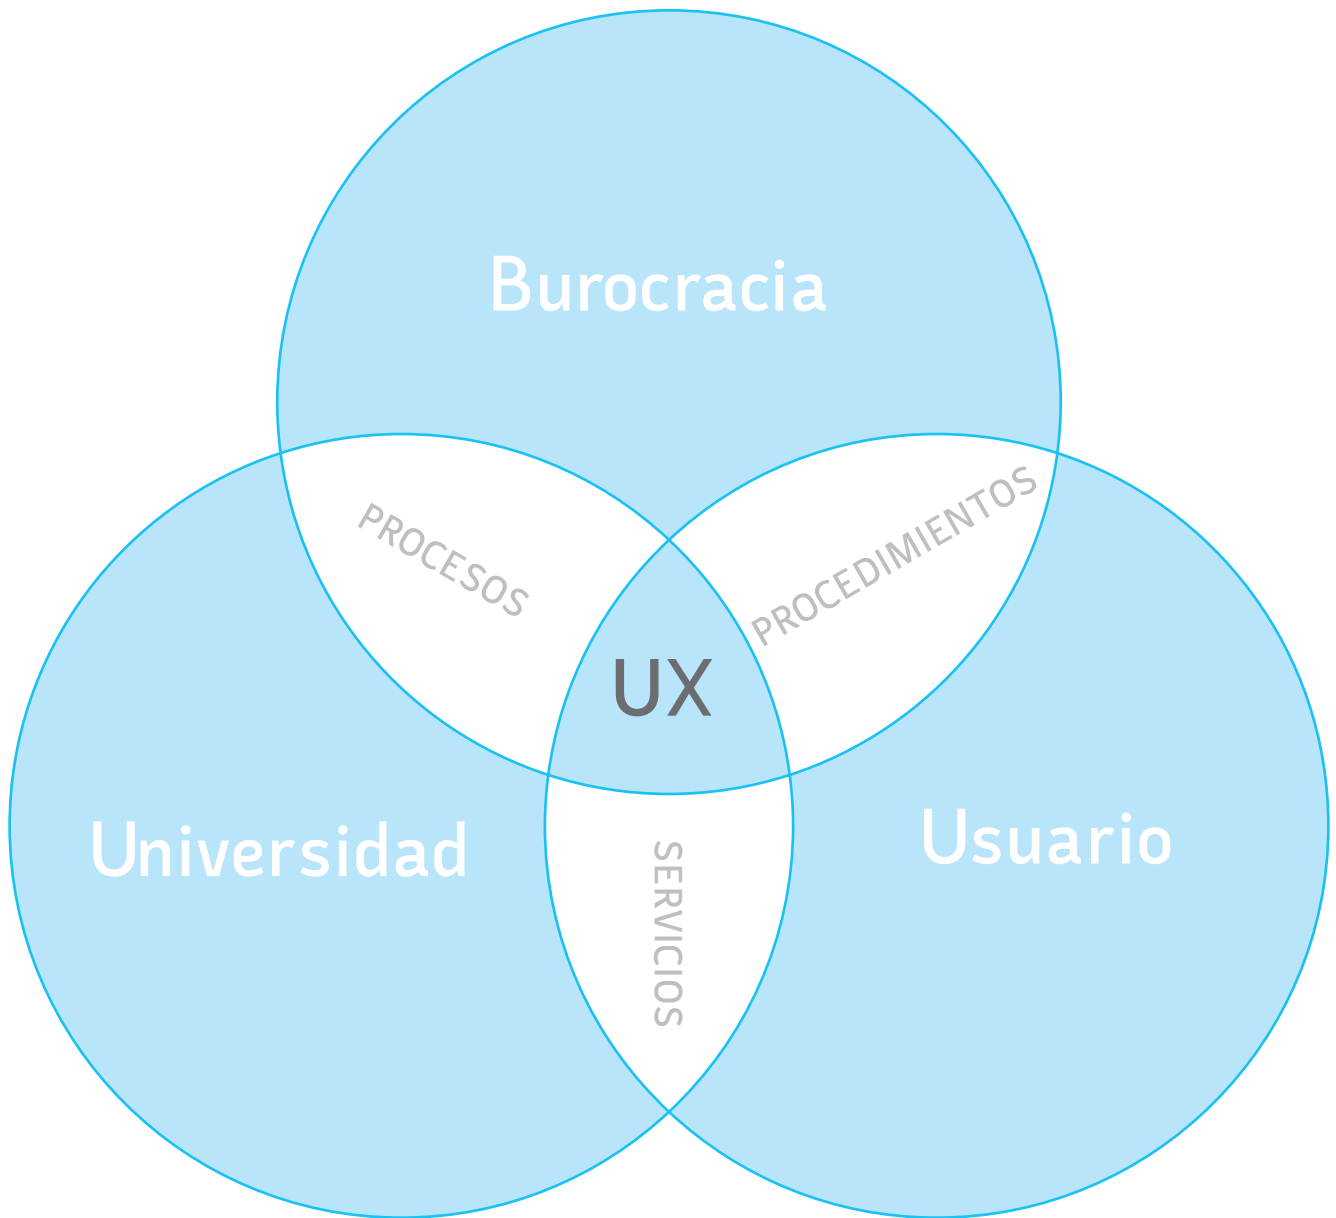 Burocracia
PROCESOS
PROCEDIMIENTOS
UX
Universidad
Usuario
SERVICIOS